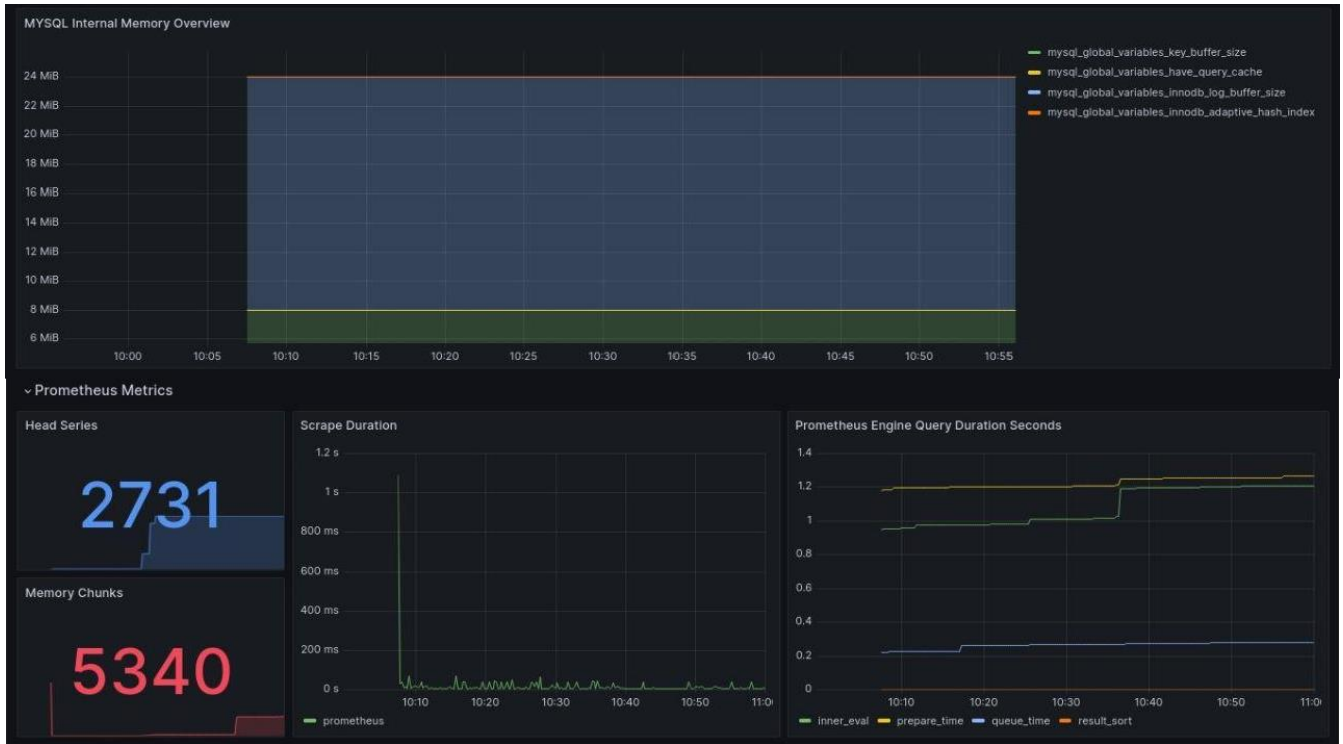 MYSQL Internal Memory Overview
mysql_global_variables_key_buffer_size
mysql_global_variables_have_query_cache
mysql_global_variables_innodb_log_buffer_size
mysql_global_variables_innodb_adaptive_hash_index
24 MiB
22 MiB
20 MiB
18 MiB
16 MiB
14 MiB
12 MiB
10 MiB
8 MiB
6 MiB
10:00 10:05 10:10 10:15 10:20 10:25 10:30 10:35 10:40 10:45 10:50 10:55
Prometheus Metrics
Head Series
2731
Memory Chunks
5340
Scrape Duration
1.2 s
1 s
800 ms
600 ms
400 ms
200 ms
0 s
10:10 10:20 10:30 10:40 10:50 11:0
prometheus
Prometheus Engine Query Duration Seconds
1.4
1.2
1
0.8
0.6
0.4
0.2
0
10:10 10:20 10:30 10:40 10:50 11:0
inner_eval prepare_time queue_time result_sort